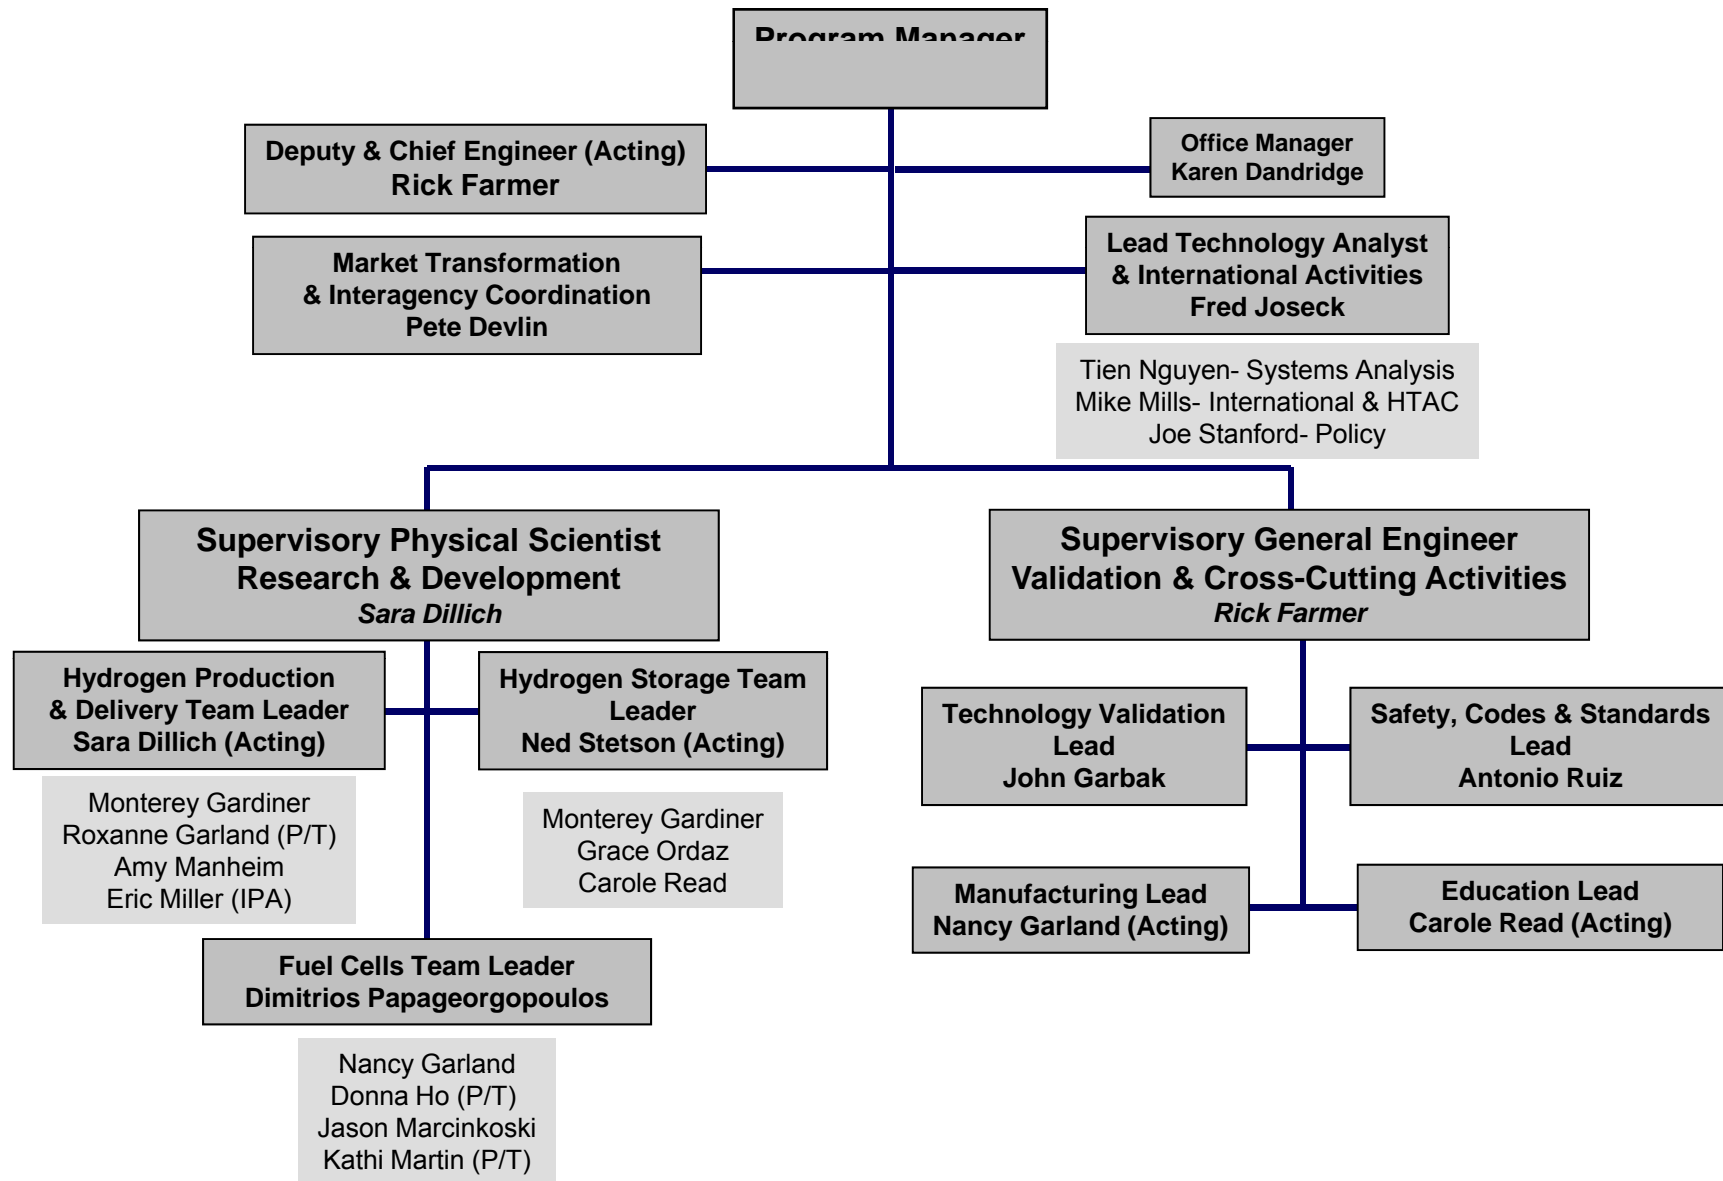 Program Manager
Deputy & Chief Engineer (Acting)
Rick Farmer
Office Manager
Karen Dandridge
Market Transformation
& Interagency Coordination
Pete Devlin
Lead Technology Analyst
& International Activities
Fred Joseck
Tien Nguyen- Systems Analysis
Mike Mills- International & HTAC
Joe Stanford- Policy
Supervisory Physical Scientist
Research & Development
Sara Dillich
Supervisory General Engineer
Validation & Cross-Cutting Activities
Rick Farmer
Hydrogen Production
& Delivery Team Leader
Sara Dillich (Acting)
Hydrogen Storage Team
Leader
Ned Stetson (Acting)
Monterey Gardiner
Roxanne Garland (P/T)
Amy Manheim
Eric Miller (IPA)
Monterey Gardiner
Grace Ordaz
Carole Read
Fuel Cells Team Leader
Dimitrios Papageorgopoulos
Nancy Garland
Donna Ho (P/T)
Jason Marcinkoski
Kathi Martin (P/T)
Technology Validation
Lead
John Garbak
Safety, Codes & Standards
Lead
Antonio Ruiz
Manufacturing Lead
Nancy Garland (Acting)
Education Lead
Carole Read (Acting)